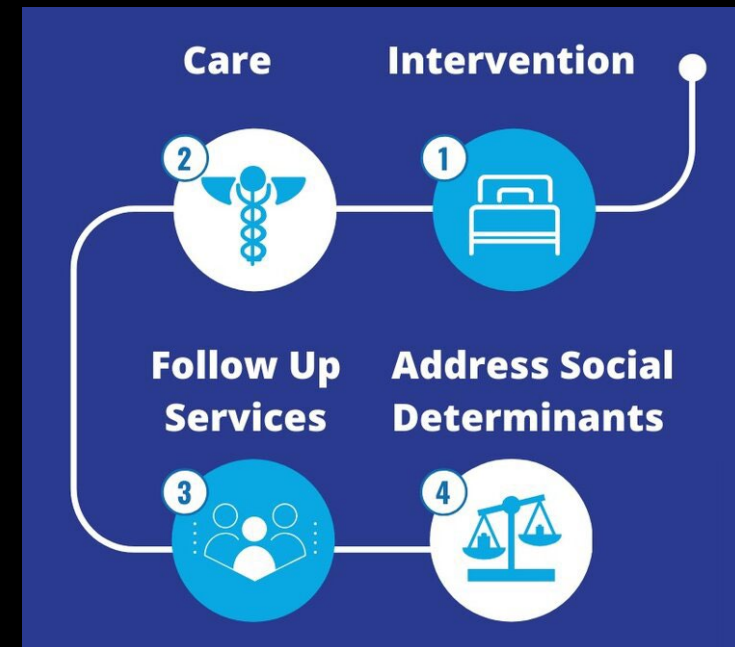 Care
Intervention
2
1
Follow Up
Services
Address Social
Determinants
3
4